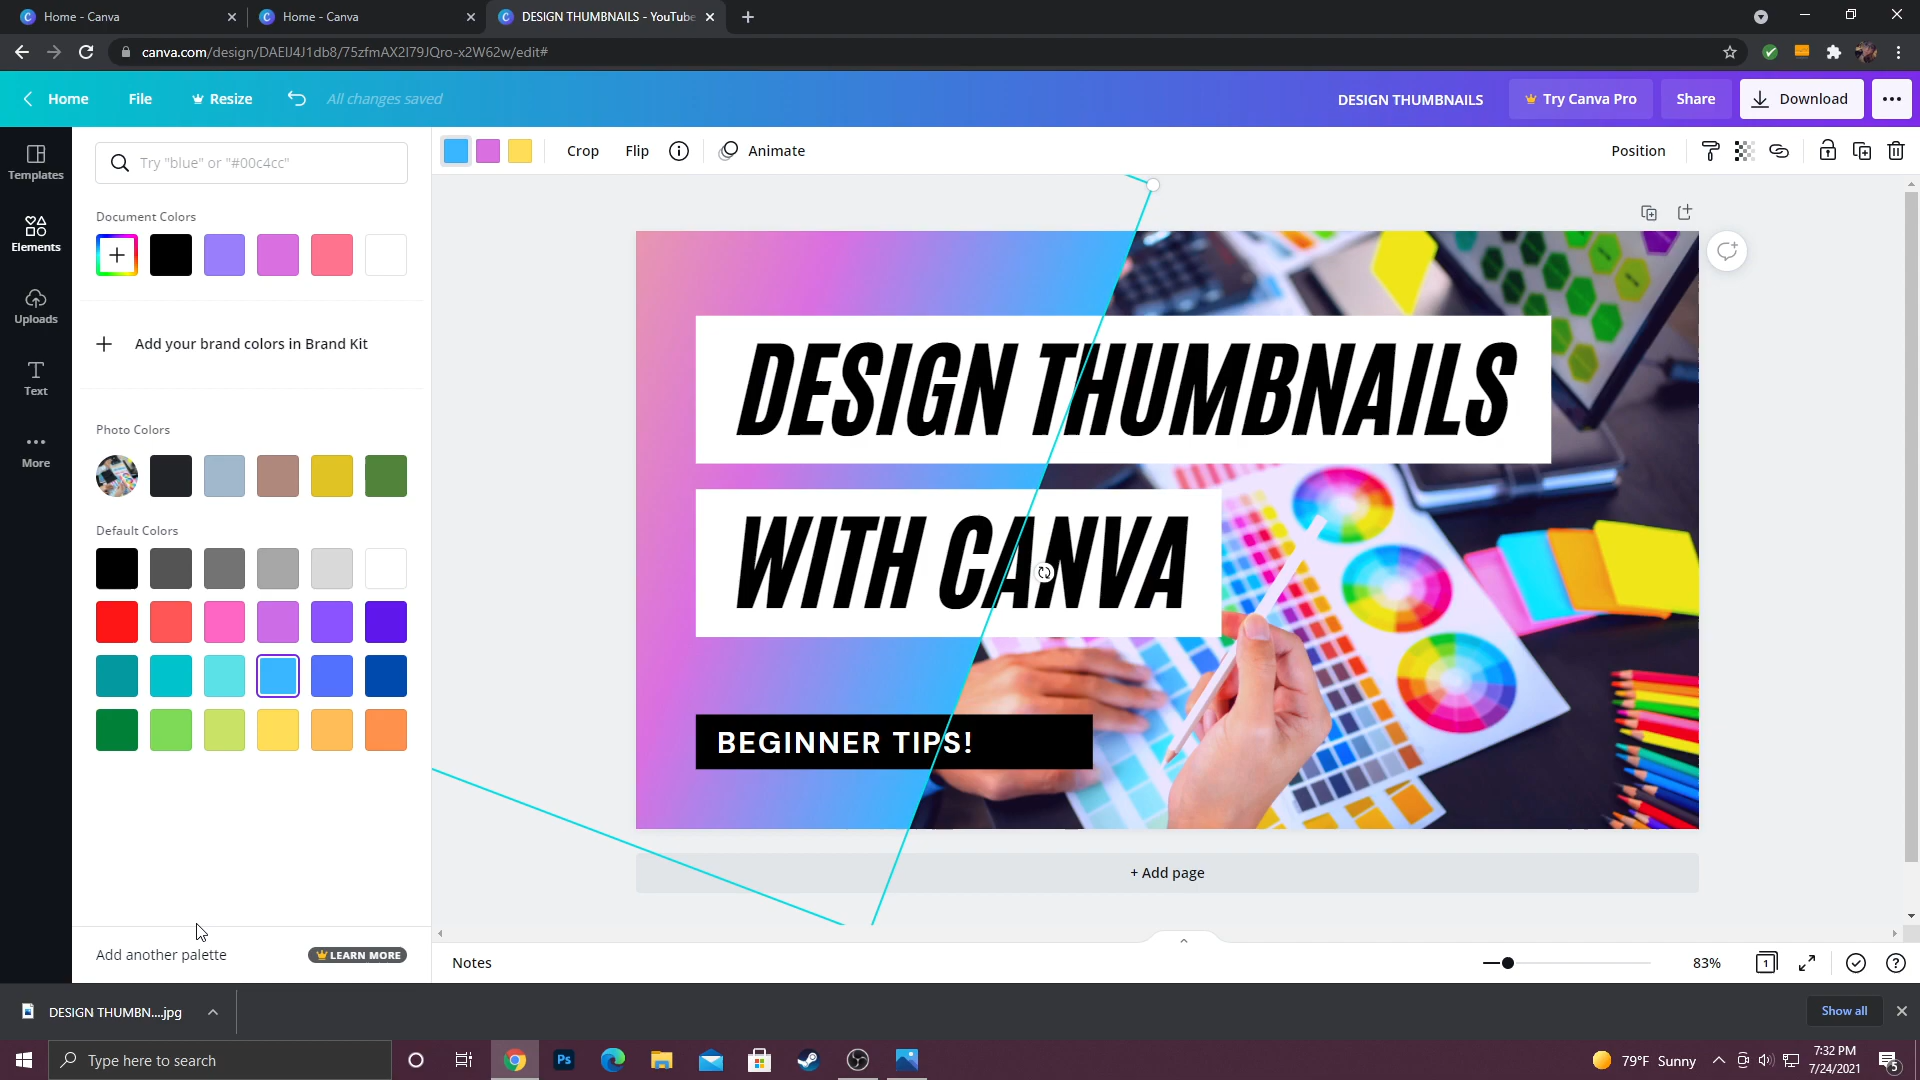 Home - Canva
Home - Canva
DESIGN THUMBNAILS - YouTube
canva.com/design/DAElJ4J1db8/75zfmAX2I79JQro-x2W62w/edit#
Home
File
Resize
All changes saved
DESIGN THUMBNAILS
Try Canva Pro
Share
Download
Templates
Elements
Uploads
Text
More
Try "blue" or "#00c4cc"
Document Colors
Add your brand colors in Brand Kit
Photo Colors
Default Colors
Add another palette
LEARN MORE
Crop
Flip
Animate
Position
DESIGN THUMBNAILS
WITH CANVA
BEGINNER TIPS!
+ Add page
Notes
83%
1
DESIGN THUMBN....jpg
Show all
Type here to search
Ps
79°F Sunny
7:32 PM
7/24/2021
5